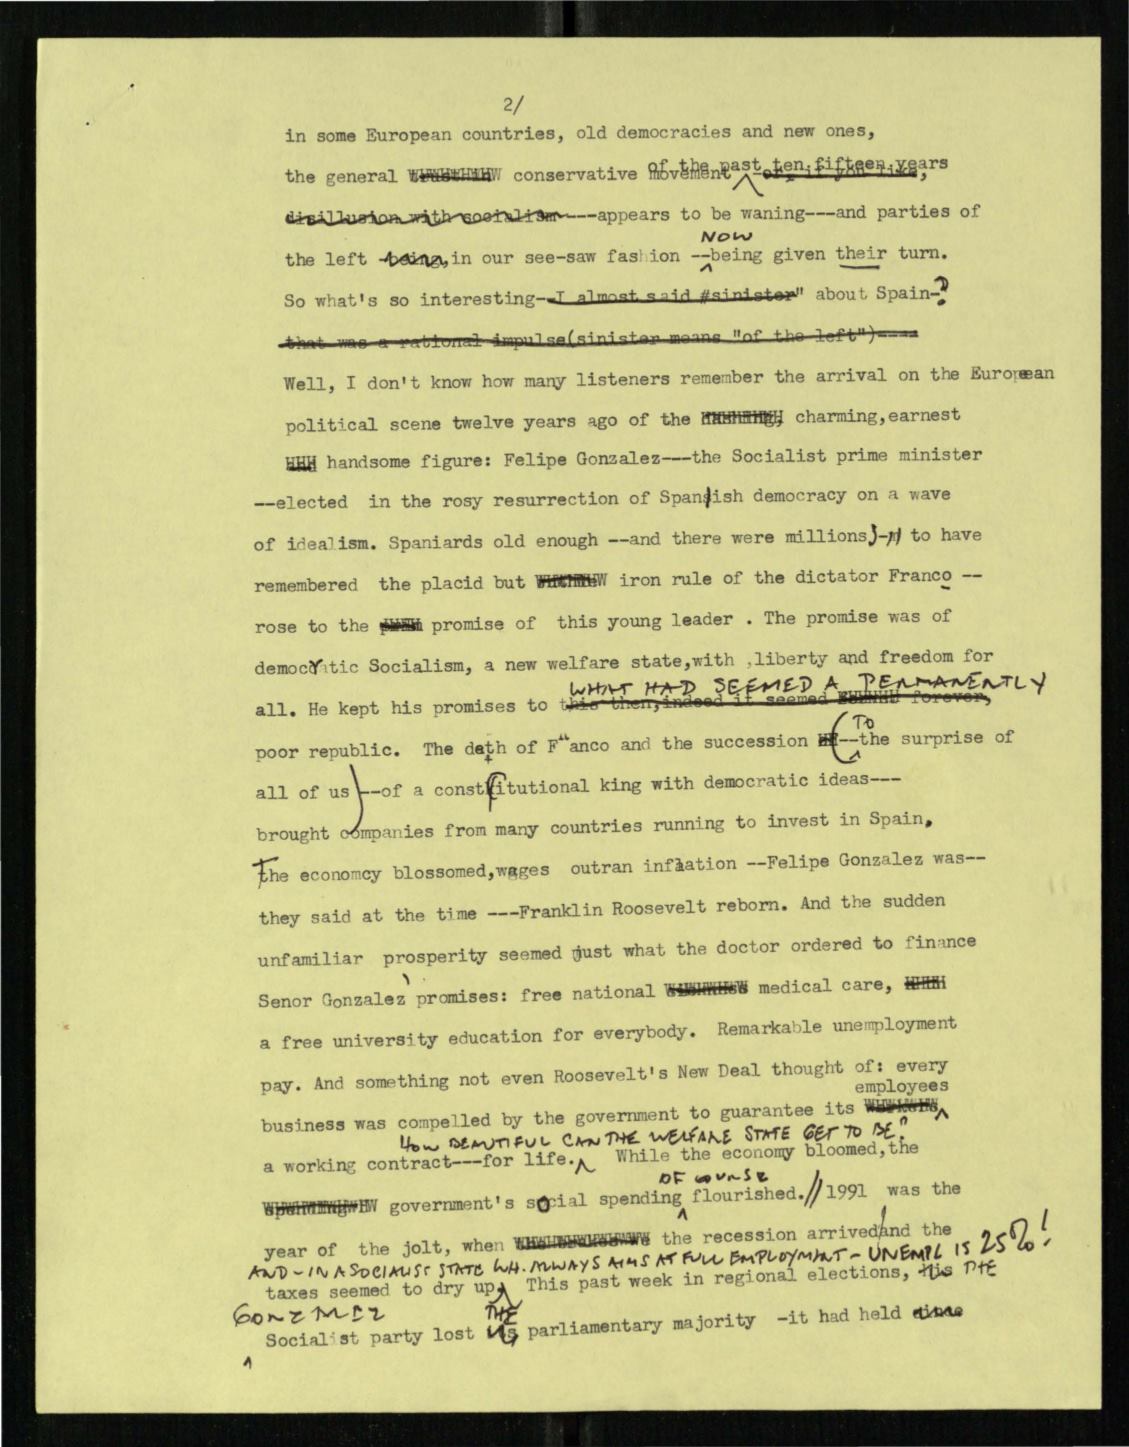 2/
in some European countries, old democracies and new ones,
of the past ten,fifteen years
the general conservative movement -or, if you like,
disillusion with socialism---appears to be waning---and parties of
NOW
the left being,in our see-saw fashion --being given their turn.
So what's so interesting--I almost said #sinister" about Spain-?
that was a rational impulse(sinister means "of the left")----
Well, I don't know how many listeners remember the arrival on the European
political scene twelve years ago of the charming,earnest
handsome figure: Felipe Gonzalez---the Socialist prime minister
--elected in the rosy resurrection of Spanish democracy on a wave
of idealism. Spaniards old enough --and there were millions to have
remembered the placid but iron rule of the dictator Franco --
rose to the promise of this young leader . The promise was of
democratic Socialism, a new welfare state,with ,liberty and freedom for
WHAT HAD SEEMED A PERMANENTLY
all. He kept his promises to this then,indeed it seemed forever,
poor republic. The death of F"anco and the succession (--the surprise of
TO
all of us)--of a constitutional king with democratic ideas---
brought companies from many countries running to invest in Spain.
The economcy blossomed,wages outran inflation --Felipe Gonzalez was--
they said at the time ---Franklin Roosevelt reborn. And the sudden
unfamiliar prosperity seemed just what the doctor ordered to finance
Senor Gonzalez' promises: free national medical care,
a free university education for everybody. Remarkable unemployment
pay. And something not even Roosevelt's New Deal thought of: every
employees
business was compelled by the government to guarantee its
HOW BEAUTIFUL CAN THE WELFARE STATE GET TO BE?
a working contract---for life. While the economy bloomed,the
OF COURSE
government's social spending flourished.// 1991 was the
year of the jolt, when the recession arrived/and the
AND - IN A SOCIALIST STATE WH. ALWAYS AIMS AT FULL EMPLOYMENT - UNEMPL IS 25%!
taxes seemed to dry up. This past week in regional elections, his THE
GONZALEZ
THE
Socialist party lost its parliamentary majority -it had held since